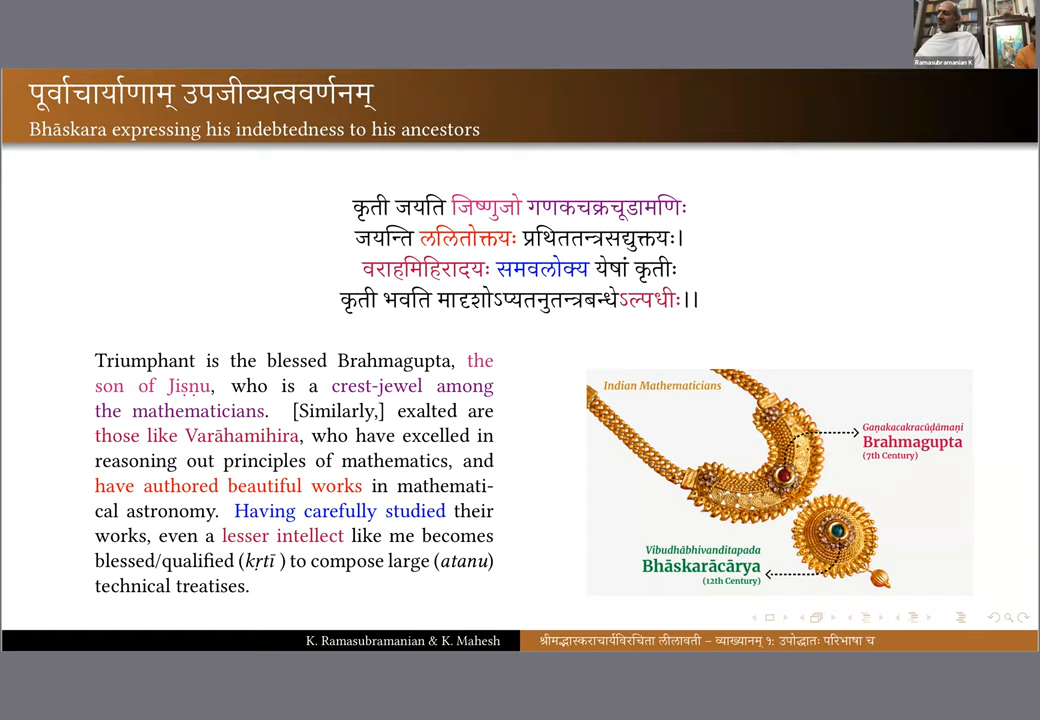 Ramasubramanian K
पूर्वाचार्याणाम् उपजीव्यत्ववर्णनम्
Bhāskara expressing his indebtedness to his ancestors
कृती जयति जिष्णुजो गणकचक्रचूडामणिः
जयन्ति ललितोक्तयः प्रथिततन्त्रसद्युक्तयः।
वराहमिहिरादयः समवलोक्य येषां कृतीः
कृती भवति मादृशोऽप्यतनुतन्त्रबन्धेऽल्पधीः।।
Triumphant is the blessed Brahmagupta, the
son of Jiṣṇu, who is a crest-jewel among
the mathematicians. [Similarly,] exalted are
those like Varāhamihira, who have excelled in
reasoning out principles of mathematics, and
have authored beautiful works in mathemati-
cal astronomy. Having carefully studied their
works, even a lesser intellect like me becomes
blessed/qualified (kṛtī ) to compose large (atanu)
technical treatises.
Indian Mathematicians
Gaṇakacakracūḍāmaṇi
Brahmagupta
(7th Century)
Vibudhābhivanditapada
Bhāskarācārya
(12th Century)
K. Ramasubramanian & K. Mahesh
श्रीमद्भास्कराचार्यविरचिता लीलावती – व्याख्यानम् १: उपोद्घातः परिभाषा च